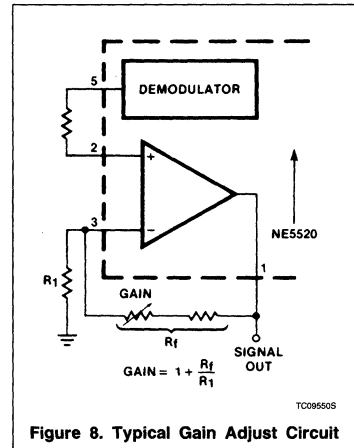 5
DEMODULATOR
2
+
3
−
NE5520
1
R1
GAIN
Rf
SIGNAL
OUT
GAIN = 1 + Rf/R1
TC09550S
Figure 8. Typical Gain Adjust Circuit